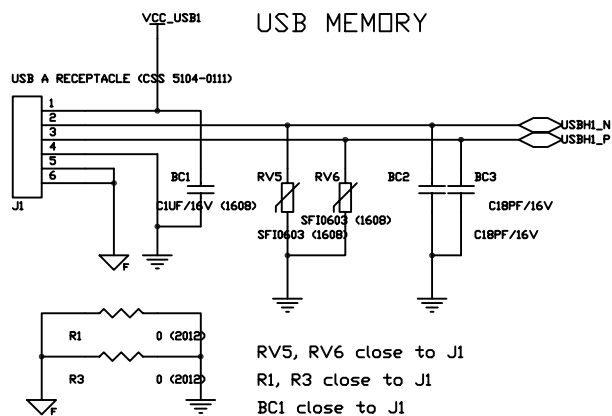 VCC_USB1
USB MEMORY
USB A RECEPTACLE (CSS 5104-0111)
1
2
3
4
5
6
J1
USBH1_N
USBH1_P
BC1
C1UF/16V (1608)
RV5
RV6
SFI0603 (1608)
SFI0603 (1608)
BC2
BC3
C18PF/16V
C18PF/16V
F
R1 0 (2012)
R3 0 (2012)
F
RV5, RV6 close to J1
R1, R3 close to J1
BC1 close to J1